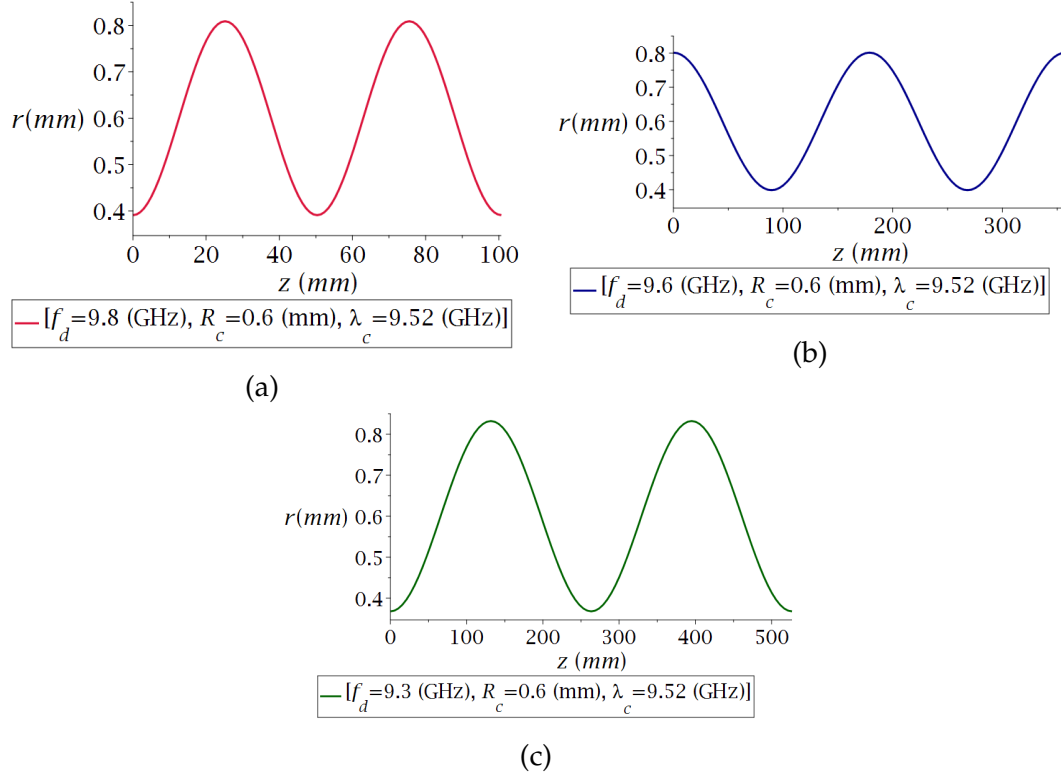 0.8
0.7
r(mm)
0.6
0.5
0.4
0 20 40 60 80 100
z (mm)
[f_d=9.8 (GHz), R_c=0.6 (mm), λ_c=9.52 (GHz)]
(a)
0.8
0.7
r(mm)
0.6
0.5
0.4
0 100 200 300
z (mm)
[f_d=9.6 (GHz), R_c=0.6 (mm), λ_c=9.52 (GHz)]
(b)
0.8
0.7
r(mm) 0.6
0.5
0.4
0 100 200 300 400 500
z (mm)
[f_d=9.3 (GHz), R_c=0.6 (mm), λ_c=9.52 (GHz)]
(c)